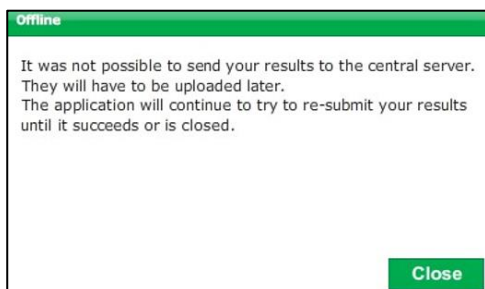 Offline
It was not possible to send your results to the central server.
They will have to be uploaded later.
The application will continue to try to re-submit your results
until it succeeds or is closed.
Close